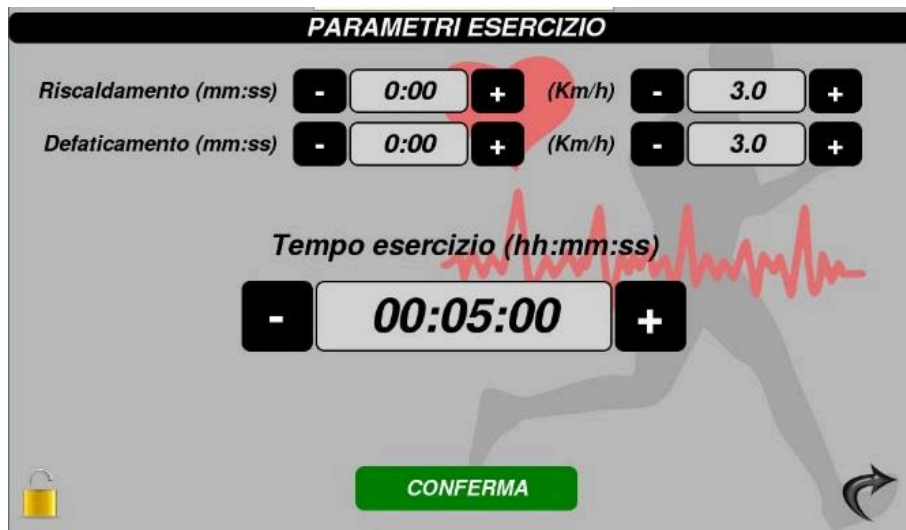 PARAMETRI ESERCIZIO
Riscaldamento (mm:ss) - 0:00 + (Km/h) - 3.0 +
Defaticamento (mm:ss) - 0:00 + (Km/h) - 3.0 +
Tempo esercizio (hh:mm:ss)
- 00:05:00 +
CONFERMA